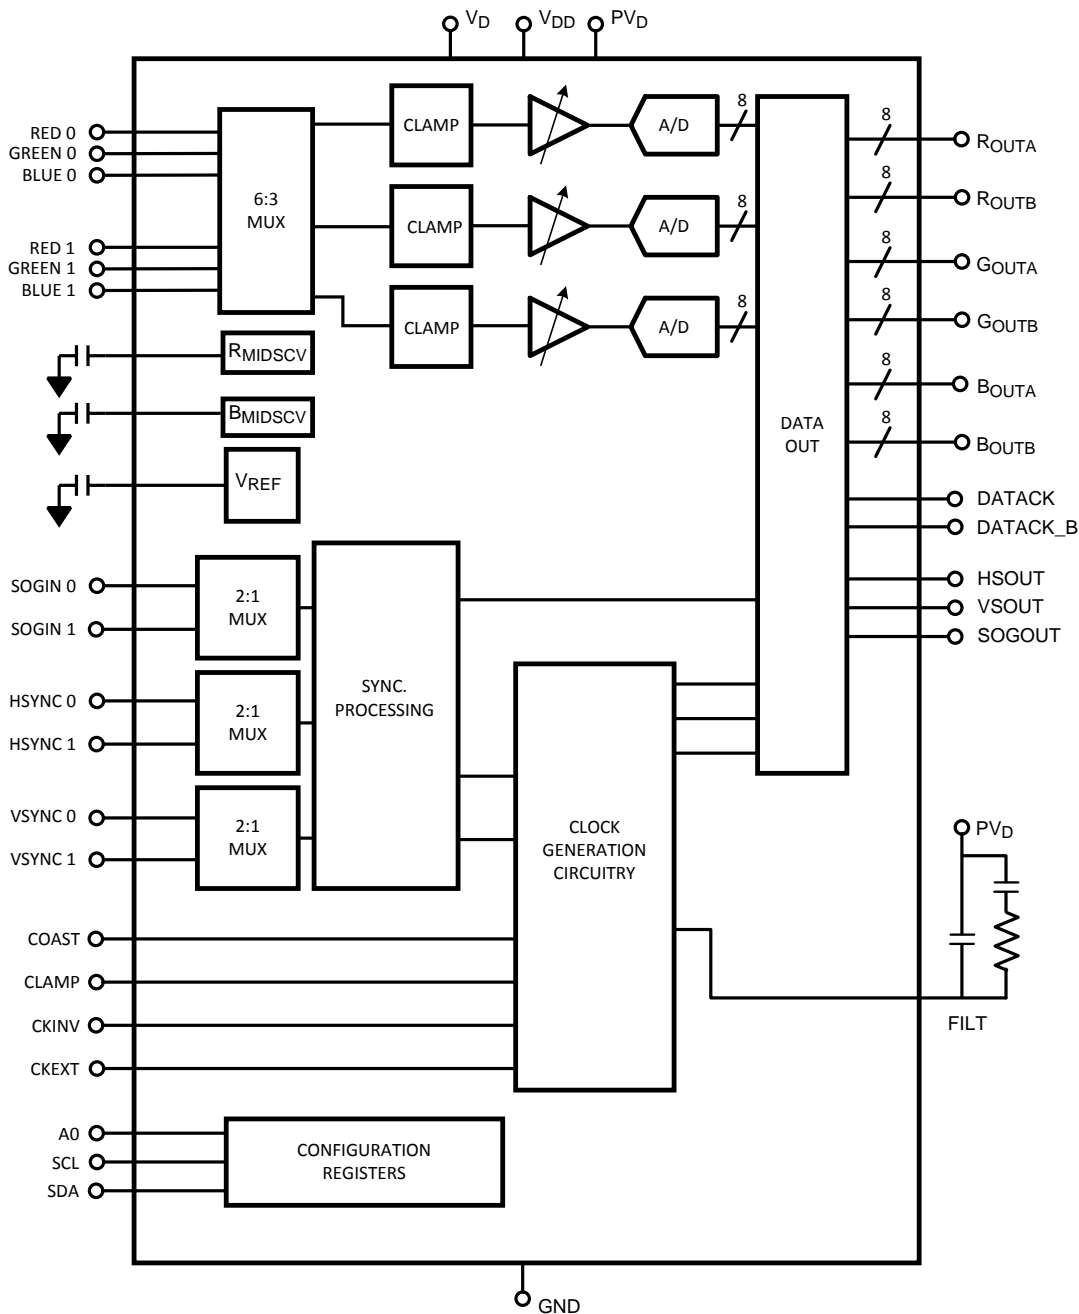 VD
VDD
PVD
RED 0
GREEN 0
BLUE 0
RED 1
GREEN 1
BLUE 1
6:3
MUX
CLAMP
A/D
8
CLAMP
A/D
8
CLAMP
A/D
8
RMIDSCV
BMIDSCV
VREF
DATA
OUT
8
ROUTA
8
ROUTB
8
GOUTA
8
GOUTB
8
BOUTA
8
BOUTB
DATACK
DATACK_B
HSOUT
VSOUT
SOGOUT
SOGIN 0
SOGIN 1
2:1
MUX
HSYNC 0
HSYNC 1
2:1
MUX
VSYNC 0
VSYNC 1
2:1
MUX
SYNC.
PROCESSING
CLOCK
GENERATION
CIRCUITRY
PVD
FILT
COAST
CLAMP
CKINV
CKEXT
A0
SCL
SDA
CONFIGURATION
REGISTERS
GND